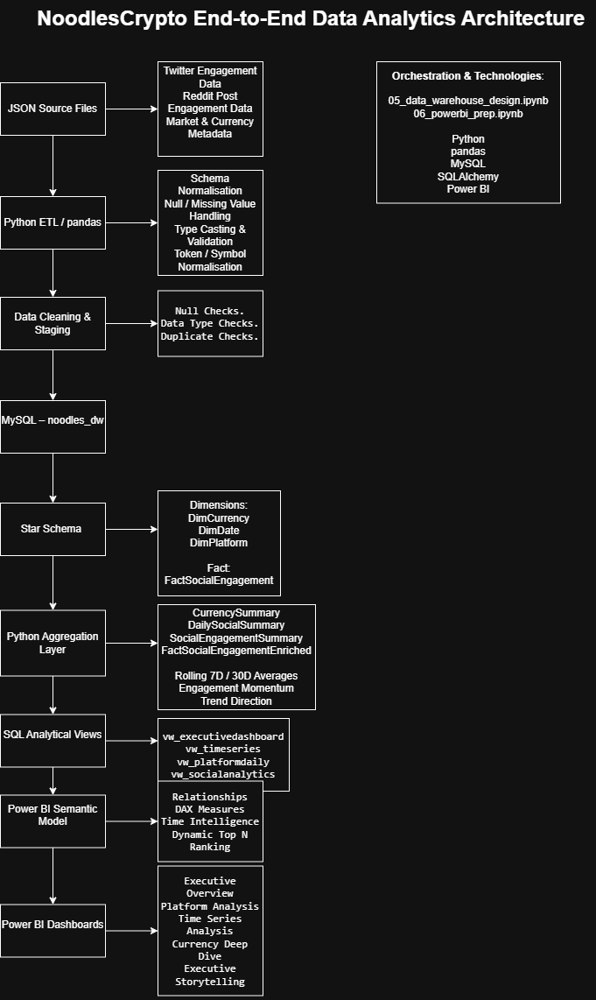 NoodlesCrypto End-to-End Data Analytics Architecture
JSON Source Files
Twitter Engagement
Data
Reddit Post
Engagement Data
Market & Currency
Metadata
Orchestration & Technologies:
05_data_warehouse_design.ipynb
06_powerbi_prep.ipynb
Python
pandas
MySQL
SQLAlchemy
Power BI
Python ETL / pandas
Schema
Normalisation
Null / Missing Value
Handling
Type Casting &
Validation
Token / Symbol
Normalisation
Data Cleaning &
Staging
Null Checks.
Data Type Checks.
Duplicate Checks.
MySQL – noodles_dw
Star Schema
Dimensions:
DimCurrency
DimDate
DimPlatform
Fact:
FactSocialEngagement
Python Aggregation
Layer
CurrencySummary
DailySocialSummary
SocialEngagementSummary
FactSocialEngagementEnriched
Rolling 7D / 30D Averages
Engagement Momentum
Trend Direction
SQL Analytical Views
vw_executivedashboard
vw_timeseries
vw_platformdaily
vw_socialanalytics
Power BI Semantic
Model
Relationships
DAX Measures
Time Intelligence
Dynamic Top N
Ranking
Power BI Dashboards
Executive
Overview
Platform Analysis
Time Series
Analysis
Currency Deep
Dive
Executive
Storytelling